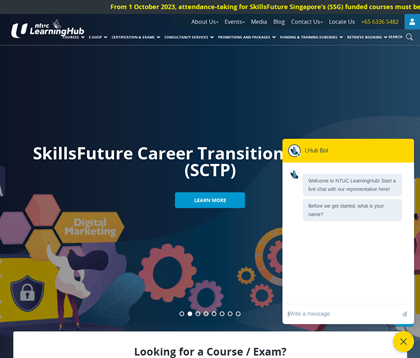 From 1 October 2023, attendance-taking for SkillsFuture Singapore's (SSG) funded courses must be
About Us
Events
Media
Blog
Contact Us
Locate Us
+65 6336 5482
ntuc
LearningHub
COURSES
E-SHOP
CERTIFICATION & EXAMS
CONSULTANCY SERVICES
PROMOTIONS AND PACKAGES
FUNDING & TRAINING SUBSIDIES
RETRIEVE BOOKING
SEARCH
SkillsFuture Career Transition
(SCTP)
LEARN MORE
Digital
Marketing
LHub Bot
Welcome to NTUC LearningHub! Start a
live chat with our representative here!
Before we get started, what is your
name?
Write a message
Looking for a Course / Exam?